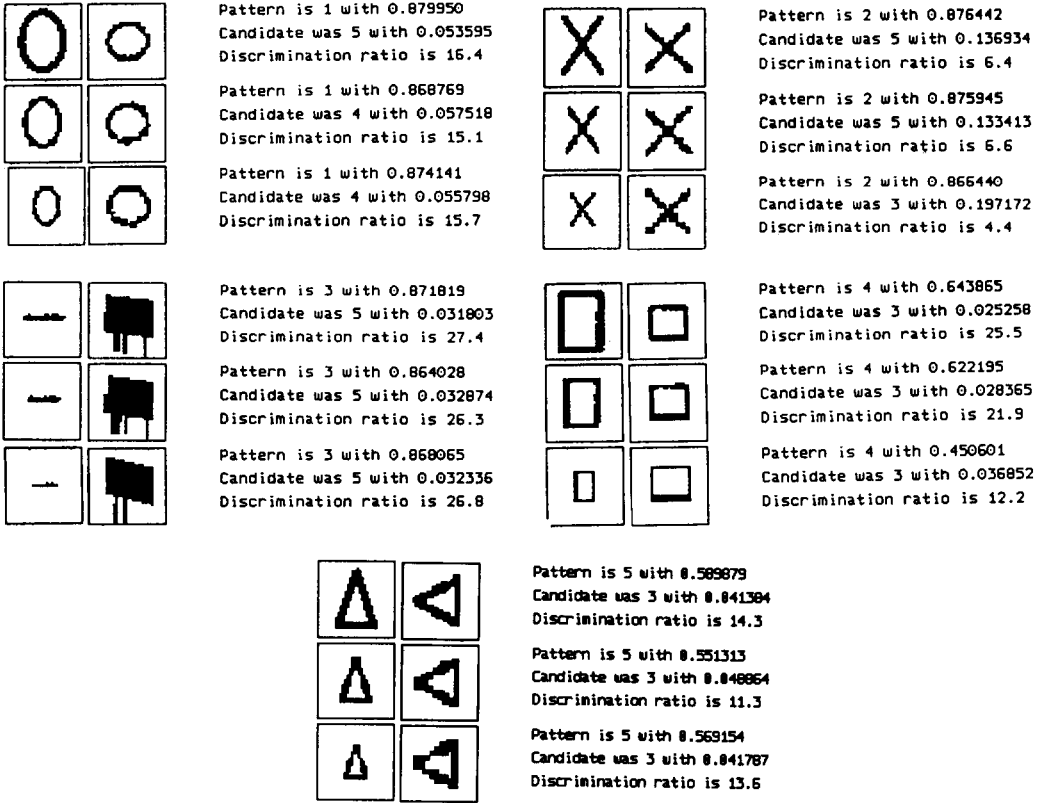 Pattern is 1 with 0.879950
Candidate was 5 with 0.053595
Discrimination ratio is 16.4
Pattern is 1 with 0.868769
Candidate was 4 with 0.057518
Discrimination ratio is 15.1
Pattern is 1 with 0.874141
Candidate was 4 with 0.055798
Discrimination ratio is 15.7
Pattern is 2 with 0.876442
Candidate was 5 with 0.136934
Discrimination ratio is 6.4
Pattern is 2 with 0.875945
Candidate was 5 with 0.133413
Discrimination ratio is 6.6
Pattern is 2 with 0.866440
Candidate was 3 with 0.197172
Discrimination ratio is 4.4
Pattern is 3 with 0.871819
Candidate was 5 with 0.031803
Discrimination ratio is 27.4
Pattern is 3 with 0.864028
Candidate was 5 with 0.032874
Discrimination ratio is 26.3
Pattern is 3 with 0.868065
Candidate was 5 with 0.032336
Discrimination ratio is 26.8
Pattern is 4 with 0.643865
Candidate was 3 with 0.025258
Discrimination ratio is 25.5
Pattern is 4 with 0.622195
Candidate was 3 with 0.028365
Discrimination ratio is 21.9
Pattern is 4 with 0.450601
Candidate was 3 with 0.036852
Discrimination ratio is 12.2
Pattern is 5 with 0.589879
Candidate was 3 with 0.041384
Discrimination ratio is 14.3
Pattern is 5 with 0.551313
Candidate was 3 with 0.048864
Discrimination ratio is 11.3
Pattern is 5 with 0.569154
Candidate was 3 with 0.041787
Discrimination ratio is 13.6